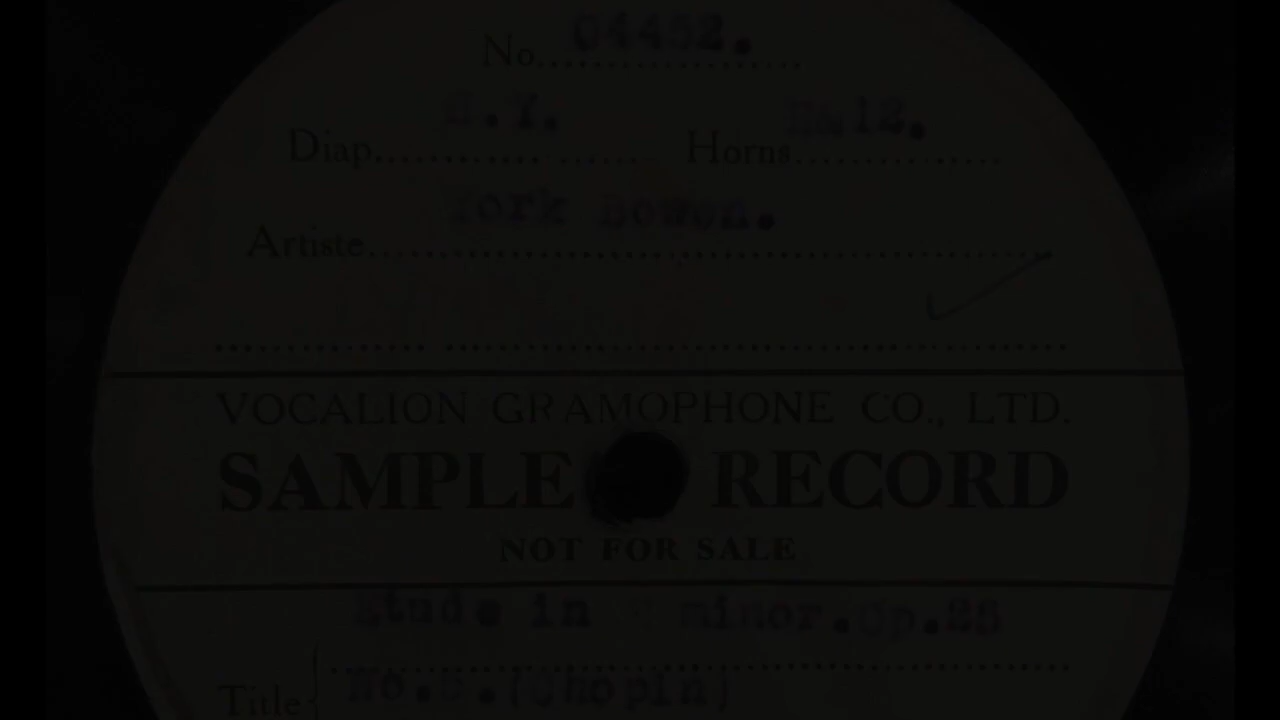 No. 04452.
Diap. .Y. Horns 12.
Artiste York Bowen.
VOCALION GRAMOPHONE CO., LTD.
SAMPLE RECORD
NOT FOR SALE
Etude in minor.Op.25
Title No.5.(Chopin)